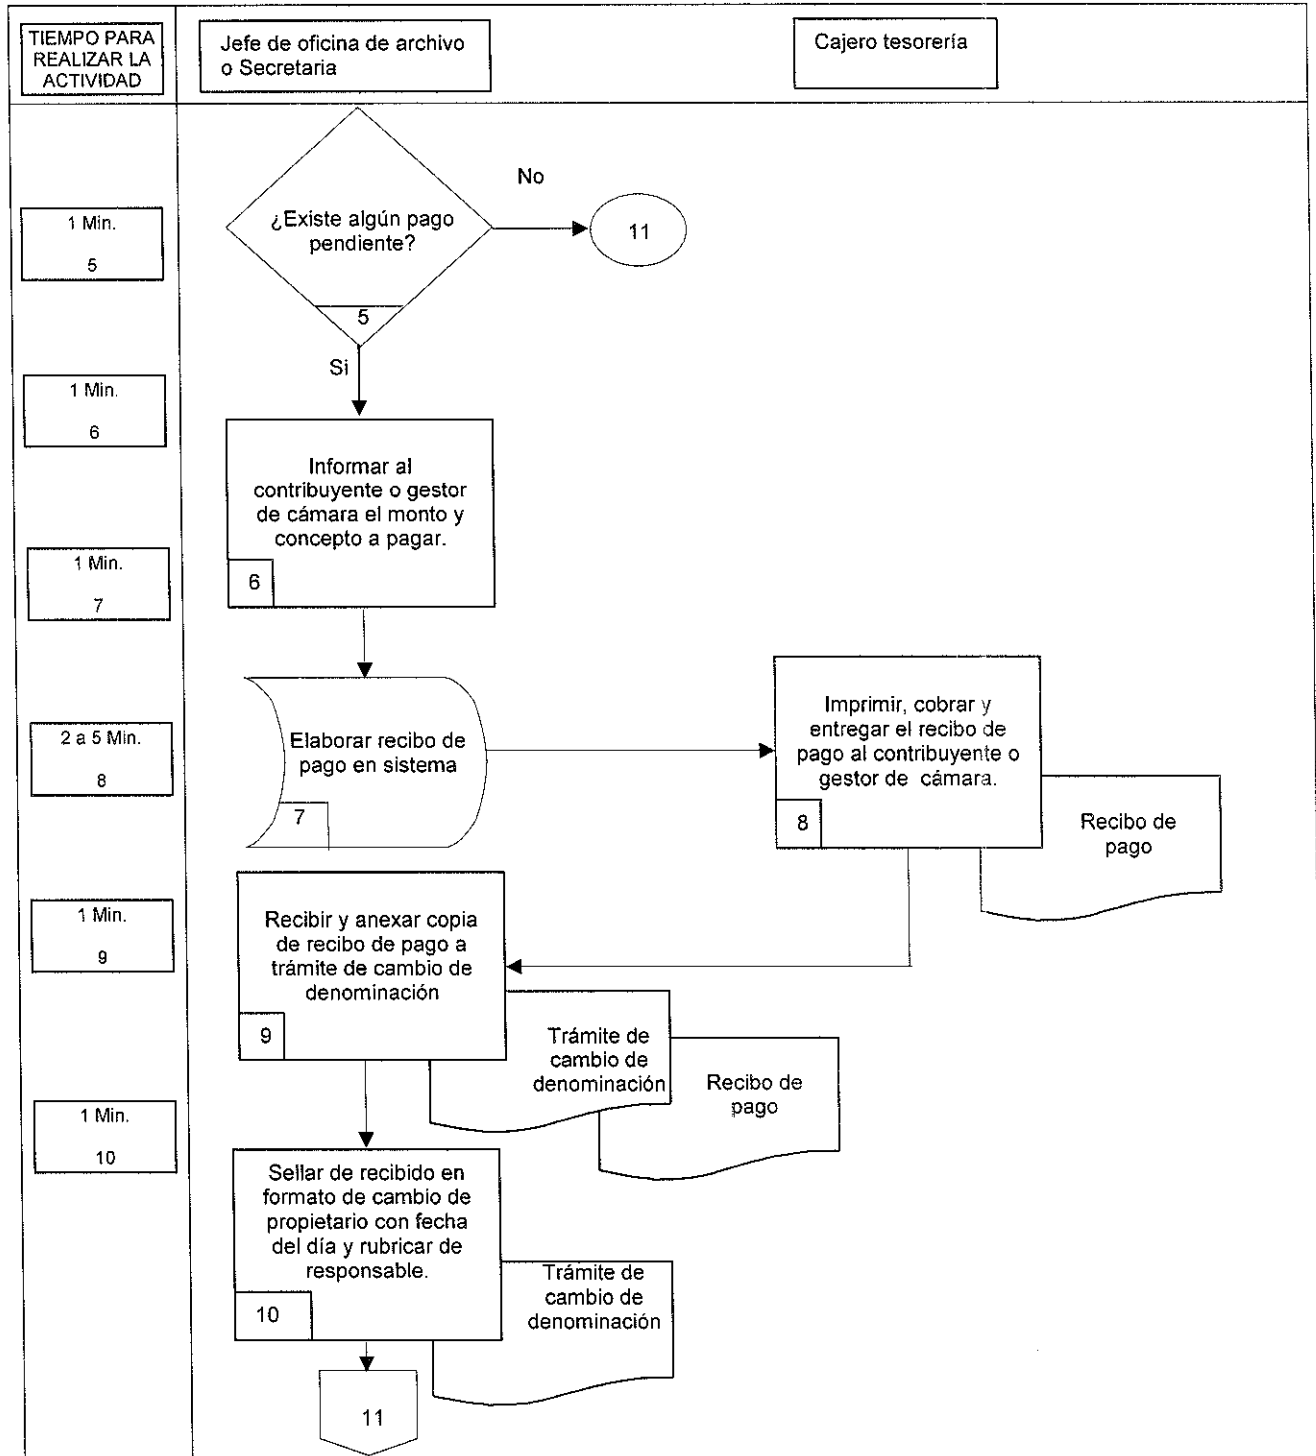 TIEMPO PARA
REALIZAR LA
ACTIVIDAD
Jefe de oficina de archivo
o Secretaria
Cajero tesorería
1 Min.
5
¿Existe algún pago
pendiente?
5
No
11
Si
1 Min.
6
Informar al
contribuyente o gestor
de cámara el monto y
concepto a pagar.
6
1 Min.
7
Elaborar recibo de
pago en sistema
7
2 a 5 Min.
8
Imprimir, cobrar y
entregar el recibo de
pago al contribuyente o
gestor de cámara.
8
Recibo de
pago
1 Min.
9
Recibir y anexar copia
de recibo de pago a
trámite de cambio de
denominación
9
Trámite de
cambio de
denominación
Recibo de
pago
1 Min.
10
Sellar de recibido en
formato de cambio de
propietario con fecha
del día y rubricar de
responsable.
10
Trámite de
cambio de
denominación
11